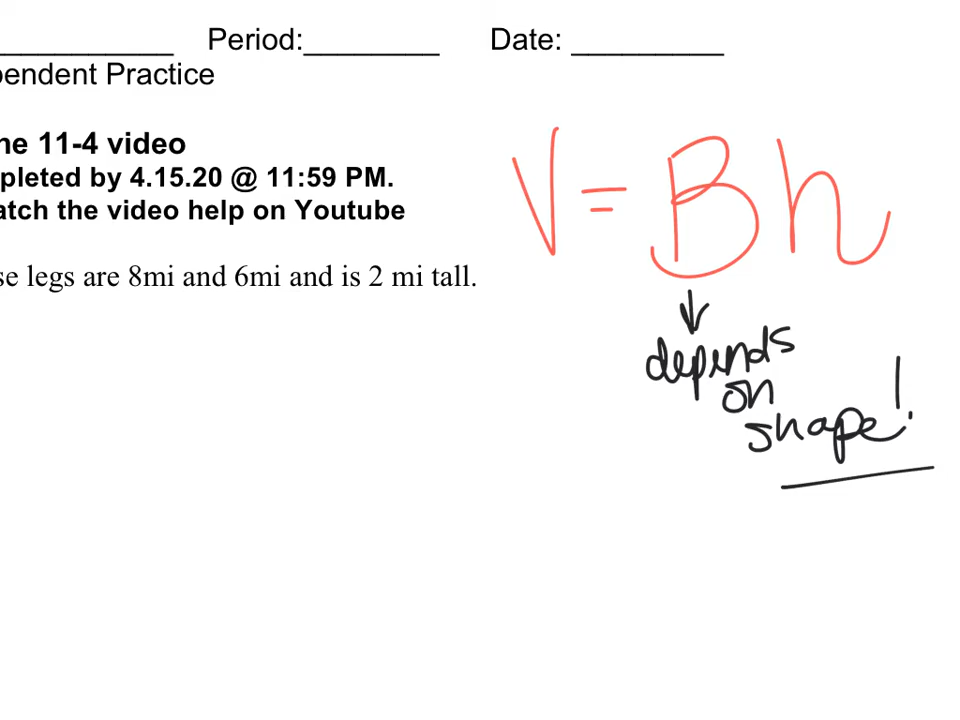 ___________ Period:________ Date: _________
pendent Practice
ne 11-4 video
pleted by 4.15.20 @ 11:59 PM.
atch the video help on Youtube
se legs are 8mi and 6mi and is 2 mi tall.
V = Bh
↓
depends
on
shape!